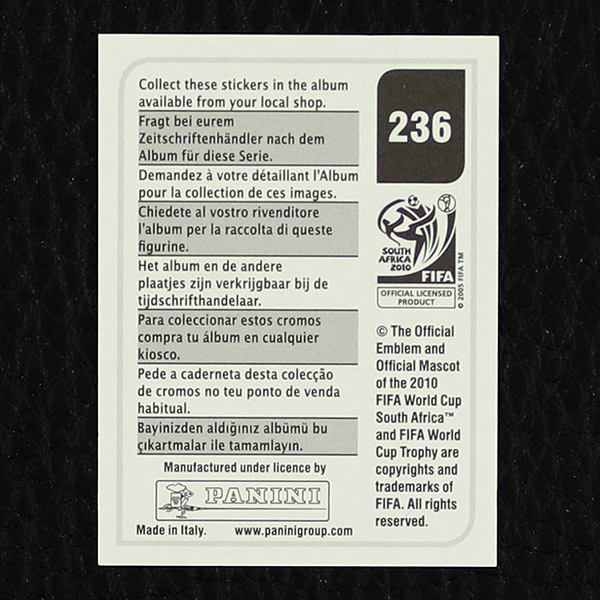 Collect these stickers in the album
available from your local shop.
Fragt bei eurem
Zeitschriftenhändler nach dem
Album für diese Serie.
Demandez à votre détaillant l'Album
pour la collection de ces images.
Chiedete al vostro rivenditore
l'album per la raccolta di queste
figurine.
Het album en de andere
plaatjes zijn verkrijgbaar bij de
tijdschrifthandelaar.
Para coleccionar estos cromos
compra tu álbum en cualquier
kiosco.
Pede a caderneta desta colecção
de cromos no teu ponto de venda
habitual.
Bayinizden aldığınız albümü bu
çıkartmalar ile tamamlayın.
Manufactured under licence by
PANINI
Made in Italy. www.paninigroup.com
236
SOUTH
AFRICA
2010
FIFA
© 2005 FIFA TM
OFFICIAL LICENSED
PRODUCT
© The Official
Emblem and
Official Mascot
of the 2010
FIFA World Cup
South Africa™
and FIFA World
Cup Trophy are
copyrights and
trademarks of
FIFA. All rights
reserved.